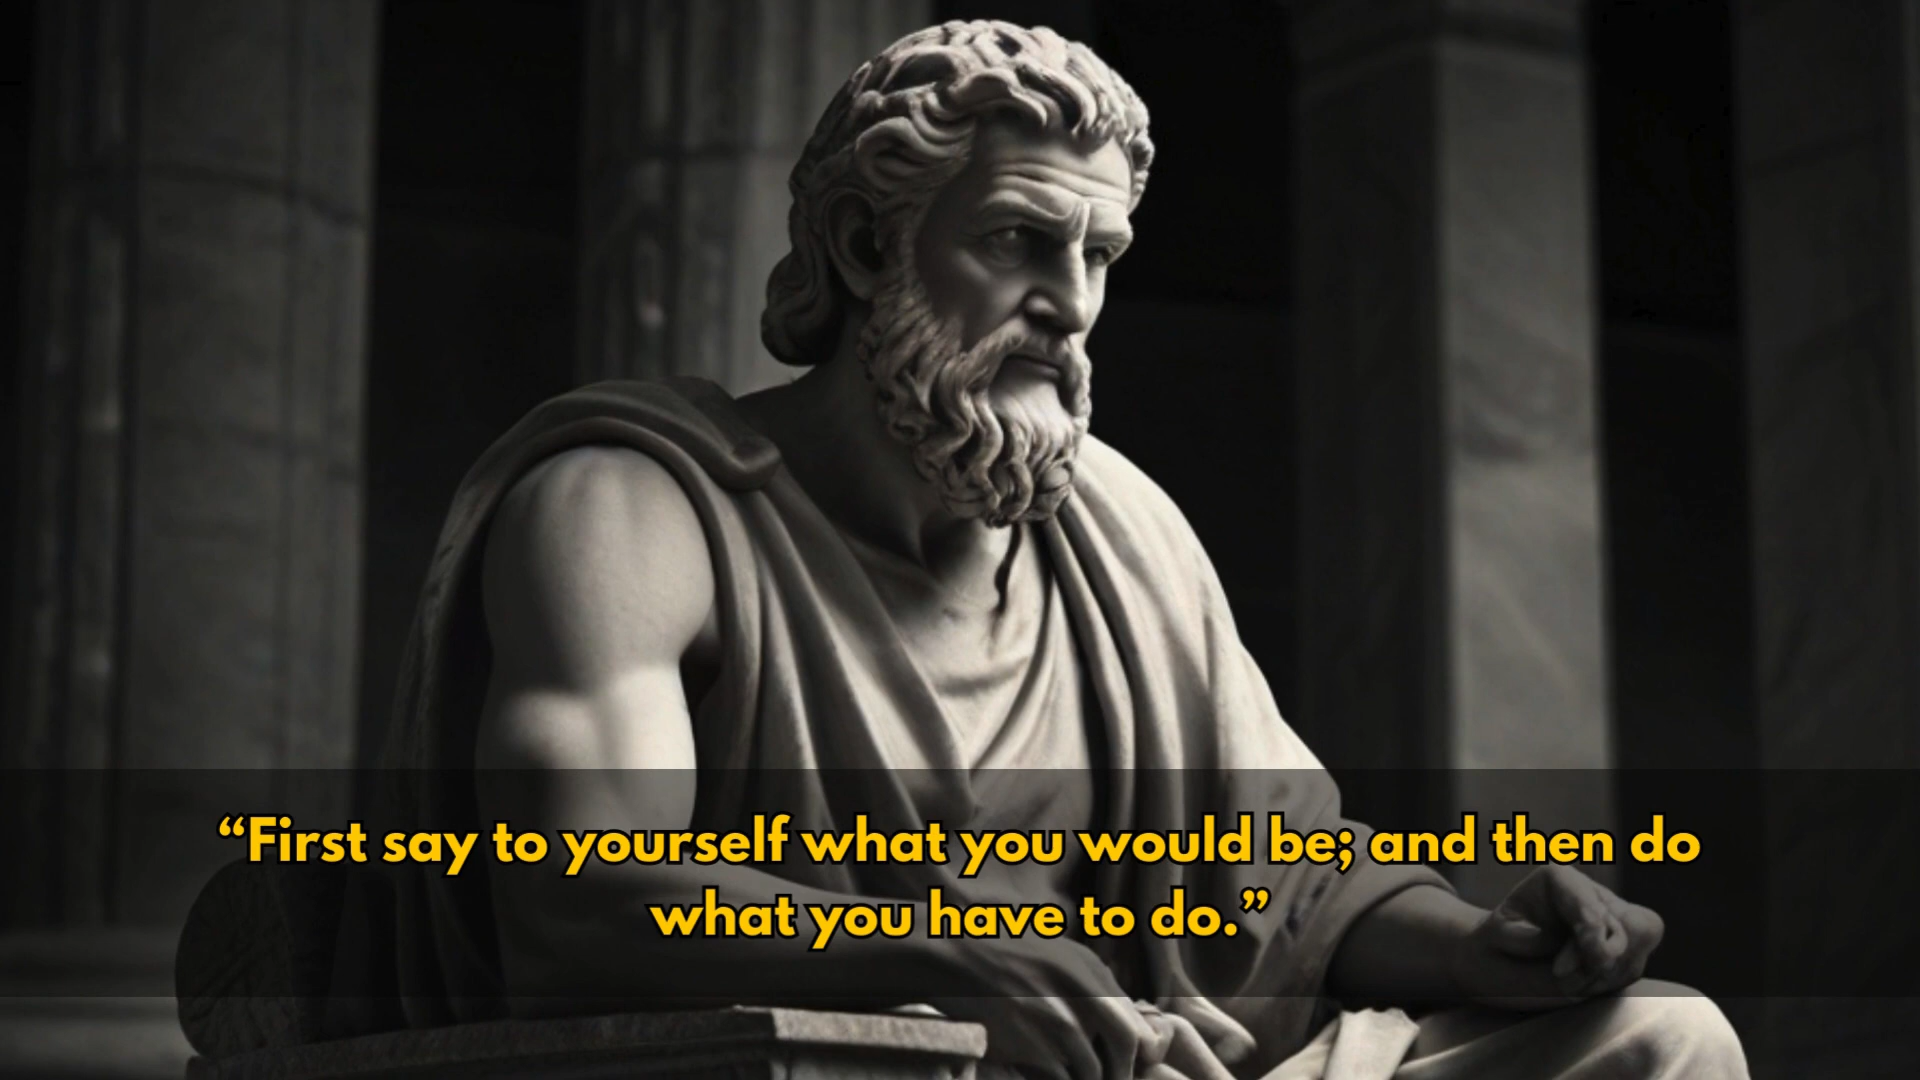 “First say to yourself what you would be; and then do
what you have to do.”